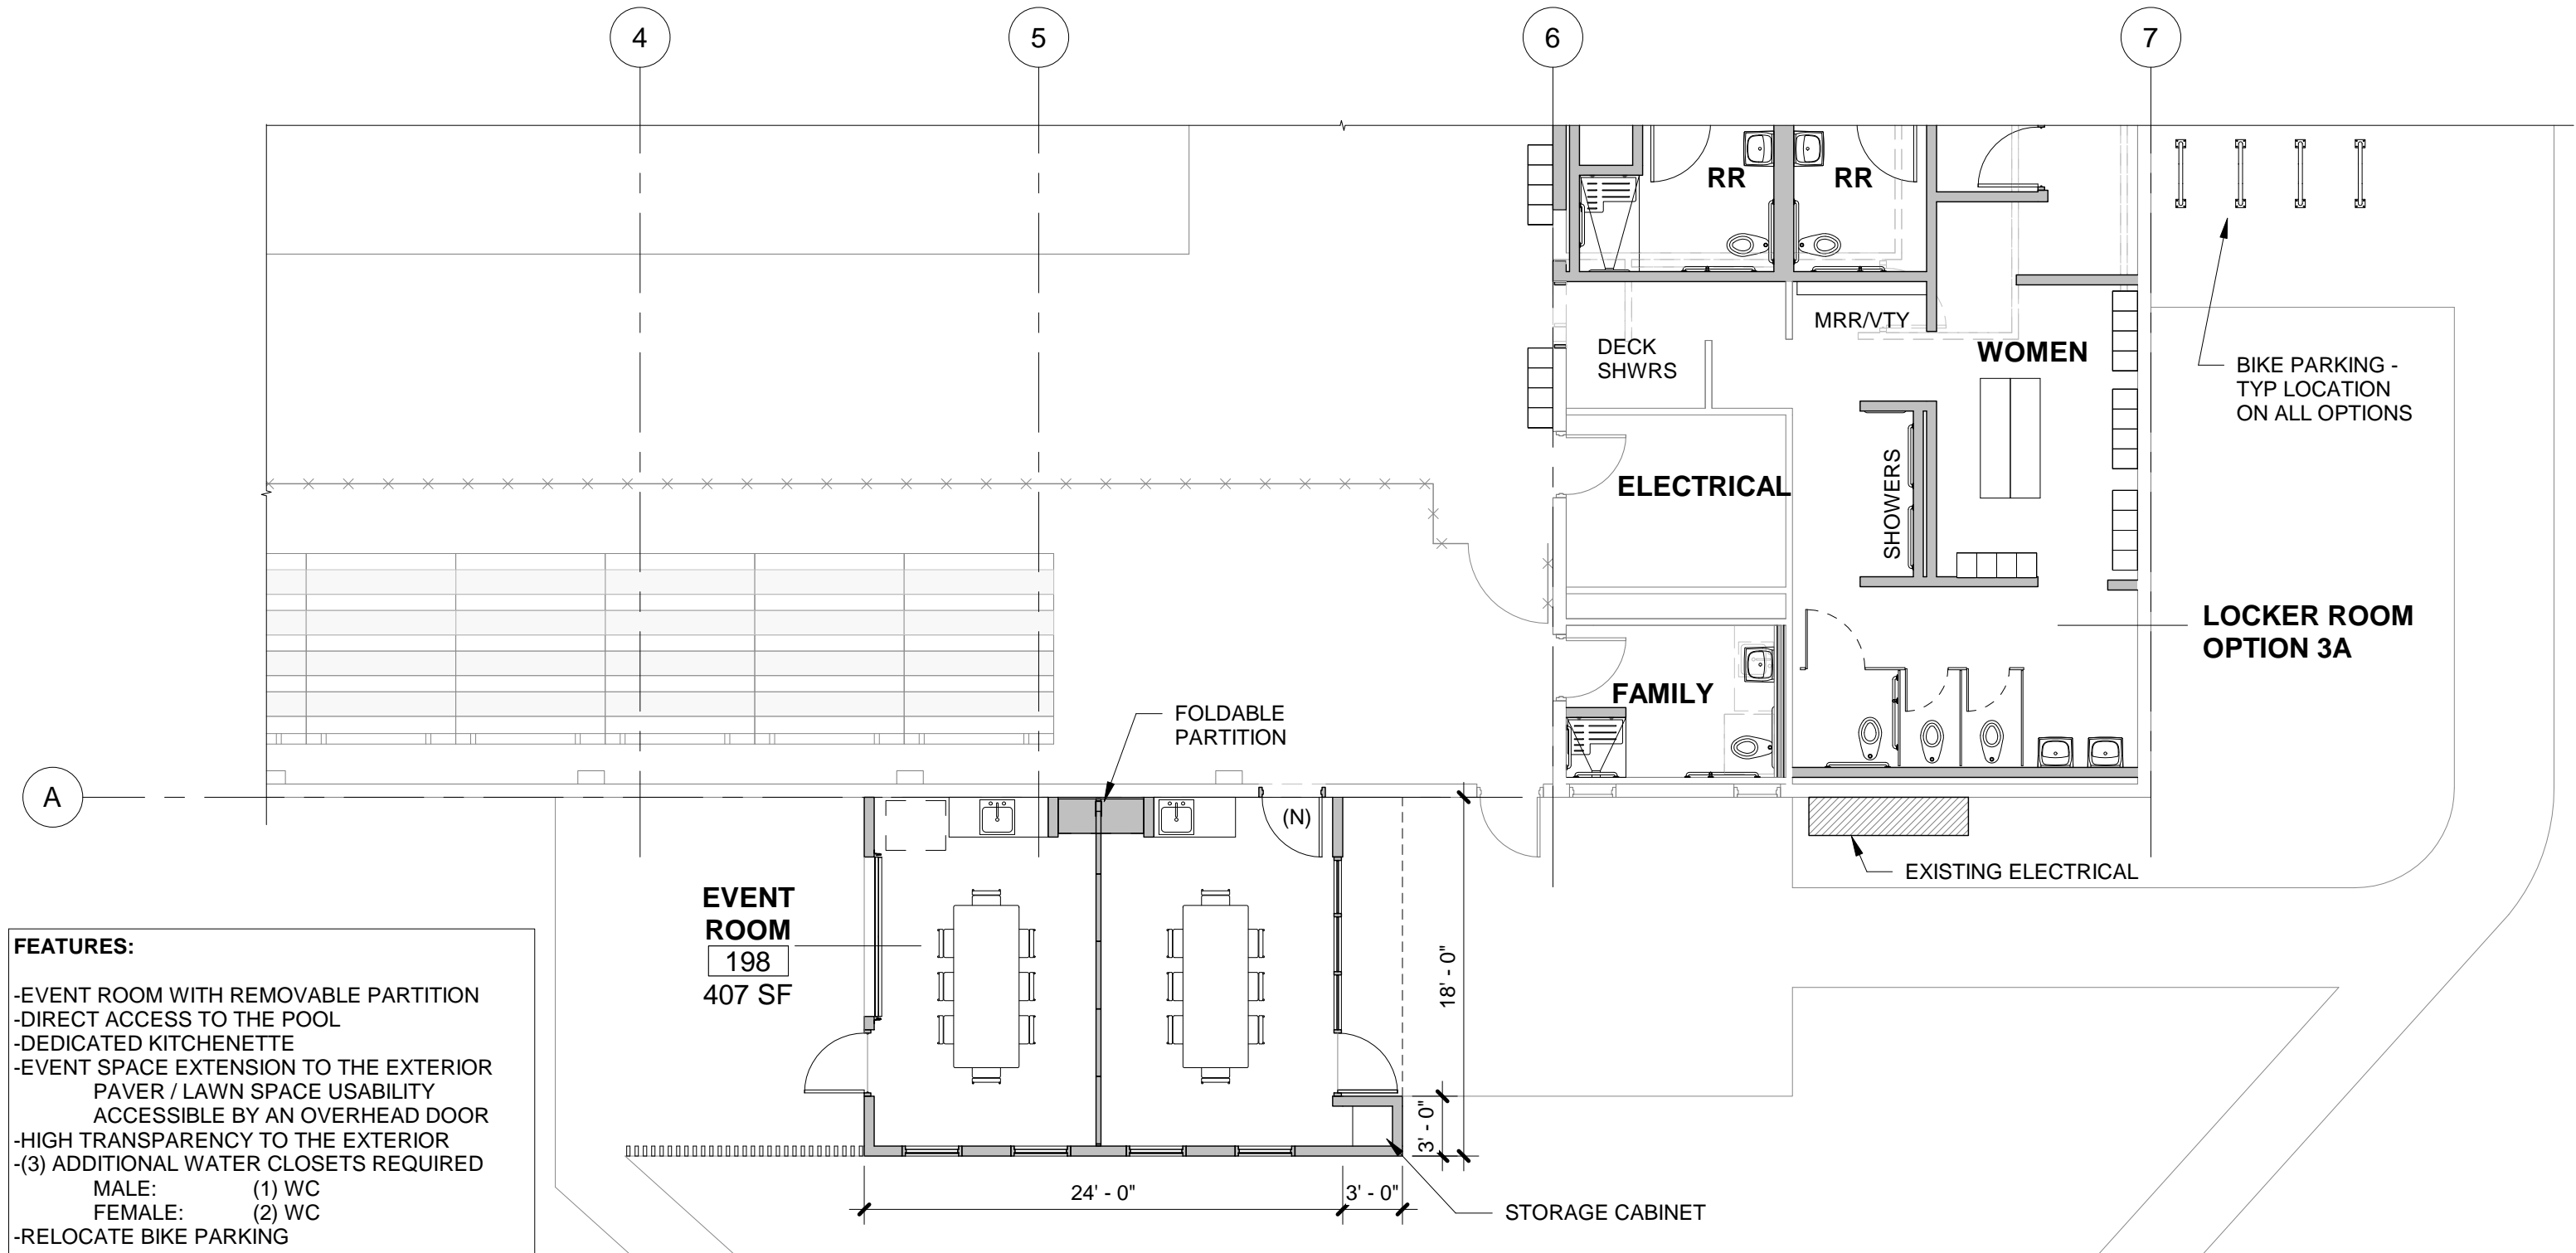 4
5
6
7
RR
RR
MRR/VTY
DECK
SHWRS
WOMEN
BIKE PARKING -
TYP LOCATION
ON ALL OPTIONS
ELECTRICAL
SHOWERS
LOCKER ROOM
OPTION 3A
FAMILY
FOLDABLE
PARTITION
A
(N)
EXISTING ELECTRICAL
EVENT
ROOM
198
407 SF
18' - 0"
3' - 0"
24' - 0"
3' - 0"
STORAGE CABINET
FEATURES:
-EVENT ROOM WITH REMOVABLE PARTITION
-DIRECT ACCESS TO THE POOL
-DEDICATED KITCHENETTE
-EVENT SPACE EXTENSION TO THE EXTERIOR
PAVER / LAWN SPACE USABILITY
ACCESSIBLE BY AN OVERHEAD DOOR
-HIGH TRANSPARENCY TO THE EXTERIOR
-(3) ADDITIONAL WATER CLOSETS REQUIRED
MALE: (1) WC
FEMALE: (2) WC
-RELOCATE BIKE PARKING